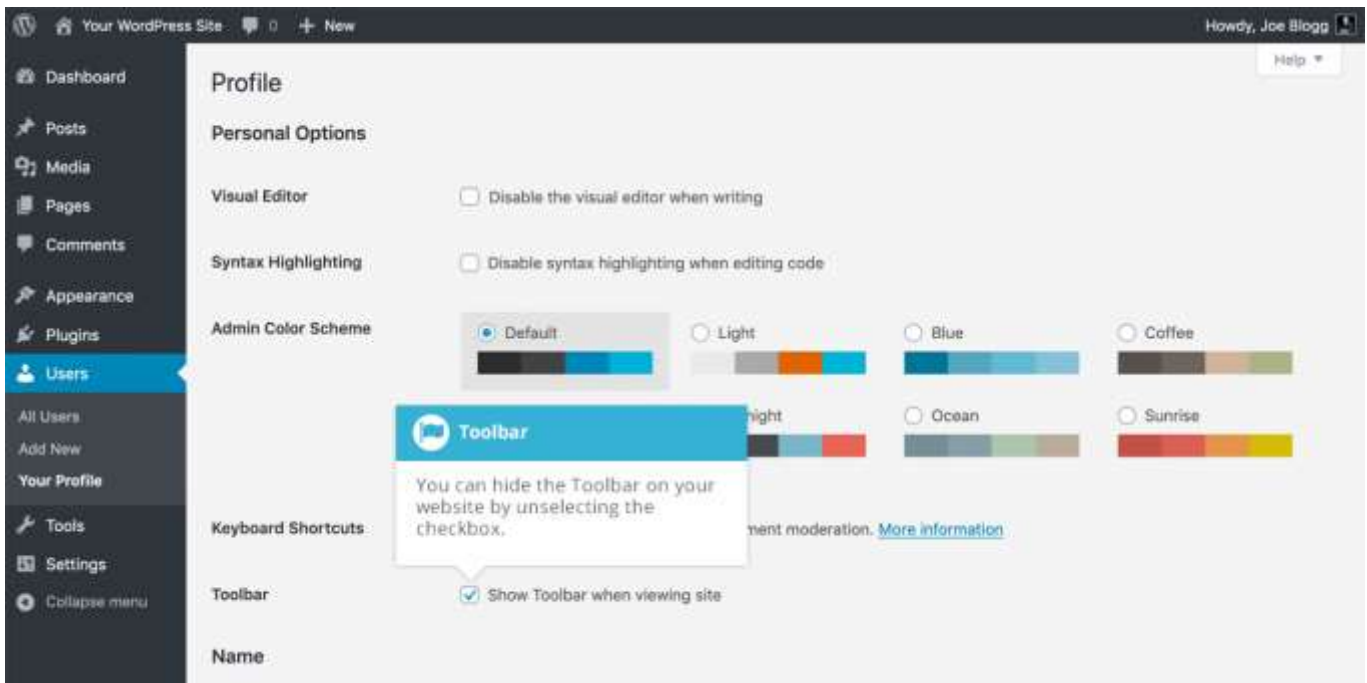 Your WordPress Site 0 + New
Howdy, Joe Blogg
Help
Dashboard
Posts
Media
Pages
Comments
Appearance
Plugins
Users
All Users
Add New
Your Profile
Tools
Settings
Collapse menu
Profile
Personal Options
Visual Editor
Disable the visual editor when writing
Syntax Highlighting
Disable syntax highlighting when editing code
Admin Color Scheme
Default
Light
Blue
Coffee
Ocean
Sunrise
Toolbar
You can hide the Toolbar on your
website by unselecting the
checkbox.
Keyboard Shortcuts
moderation. More information
Toolbar
Show Toolbar when viewing site
Name